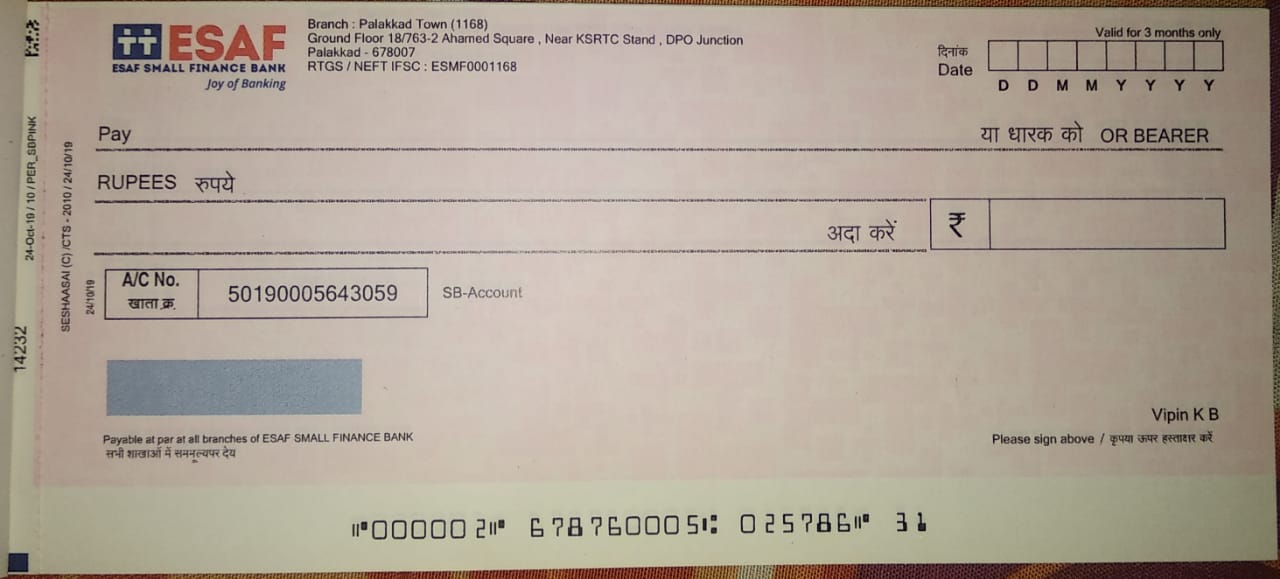 ESAF
ESAF SMALL FINANCE BANK
Joy of Banking
Branch : Palakkad Town (1168)
Ground Floor 18/763-2 Ahamed Square , Near KSRTC Stand , DPO Junction
Palakkad - 678007
RTGS / NEFT IFSC : ESMF0001168
Valid for 3 months only
दिनांक
Date
D D M M Y Y Y Y
Pay या धारक को OR BEARER
RUPEES रुपये
अदा करें ₹
A/C No.
खाता क्र.
50190005643059
SB-Account
Payable at par at all branches of ESAF SMALL FINANCE BANK
सभी शाखाओं में सममूल्यपर देय
Vipin K B
Please sign above / कृपया ऊपर हस्ताक्षर करें
⑈000002⑈ 678760005⑆ 025786⑈ 31
24-Oct-19 / 10 / PER_SBPINK
14232
SESHAASAI (C) /CTS - 2010 / 24/10/19
24/10/19